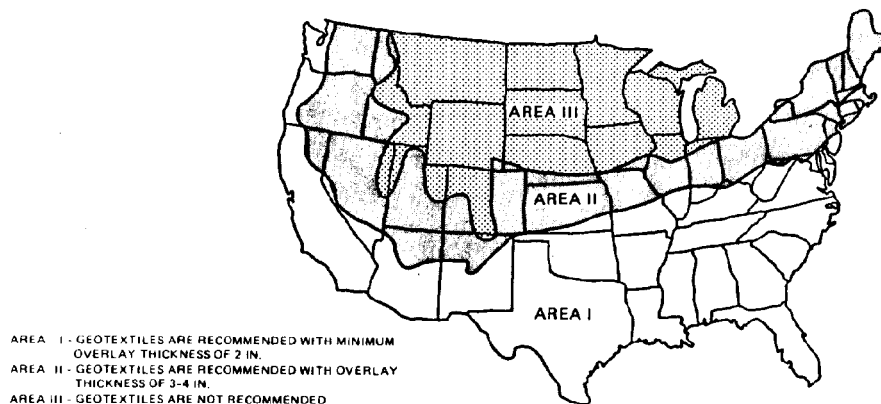 AREA III
AREA II
AREA I
AREA I - GEOTEXTILES ARE RECOMMENDED WITH MINIMUM
OVERLAY THICKNESS OF 2 IN.
AREA II - GEOTEXTILES ARE RECOMMENDED WITH OVERLAY
THICKNESS OF 3-4 IN.
AREA III - GEOTEXTILES ARE NOT RECOMMENDED